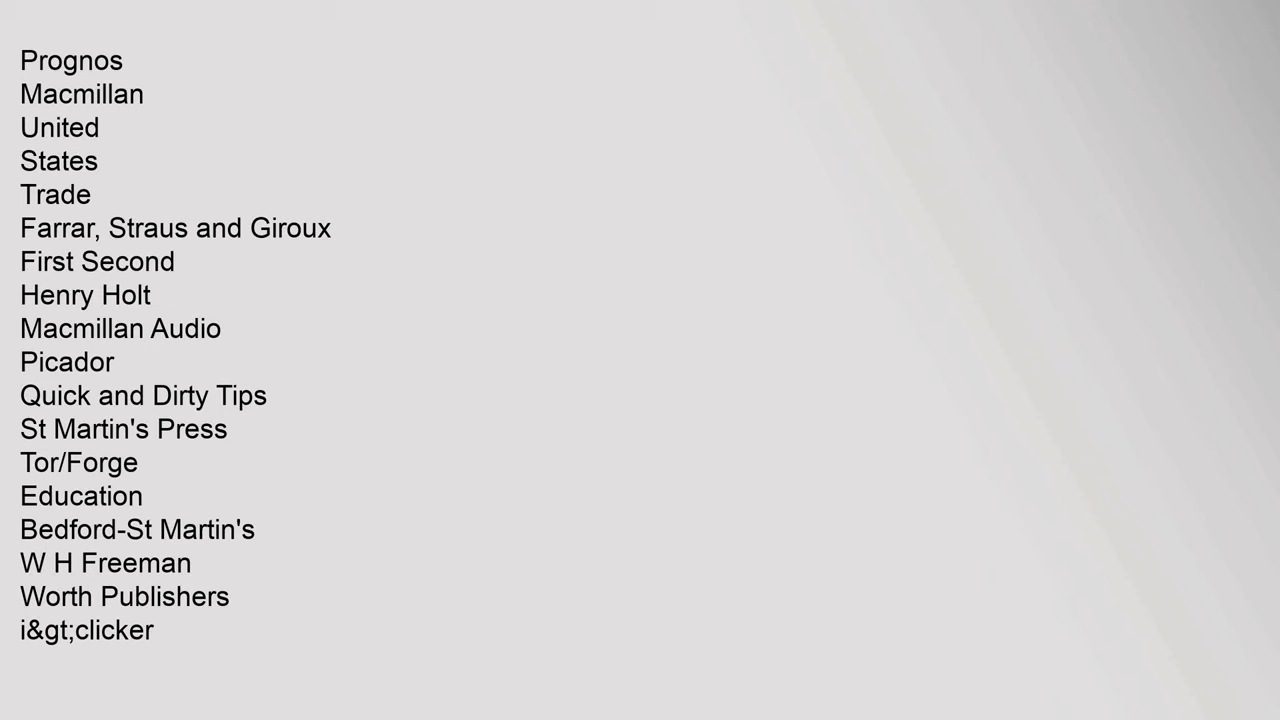 Prognos
Macmillan
United
States
Trade
Farrar, Straus and Giroux
First Second
Henry Holt
Macmillan Audio
Picador
Quick and Dirty Tips
St Martin's Press
Tor/Forge
Education
Bedford-St Martin's
W H Freeman
Worth Publishers
i&gt;clicker